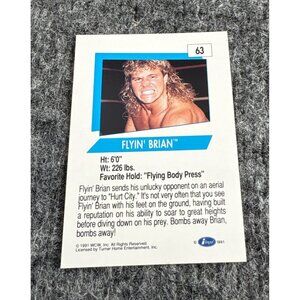 63
FLYIN' BRIAN™
Ht: 6'0"
Wt: 226 lbs.
Favorite Hold: "Flying Body Press"
Flyin' Brian sends his unlucky opponent on an aerial
journey to "Hurt City." It's not very often that you see
Flyin' Brian with his feet on the ground, having built
a reputation on his ability to soar to great heights
before diving down on his prey. Bombs away Brian,
bombs away!
© 1991 WCW, Inc. All Rights Reserved.
Licensed by Turner Home Entertainment, Inc.
© impel 1991